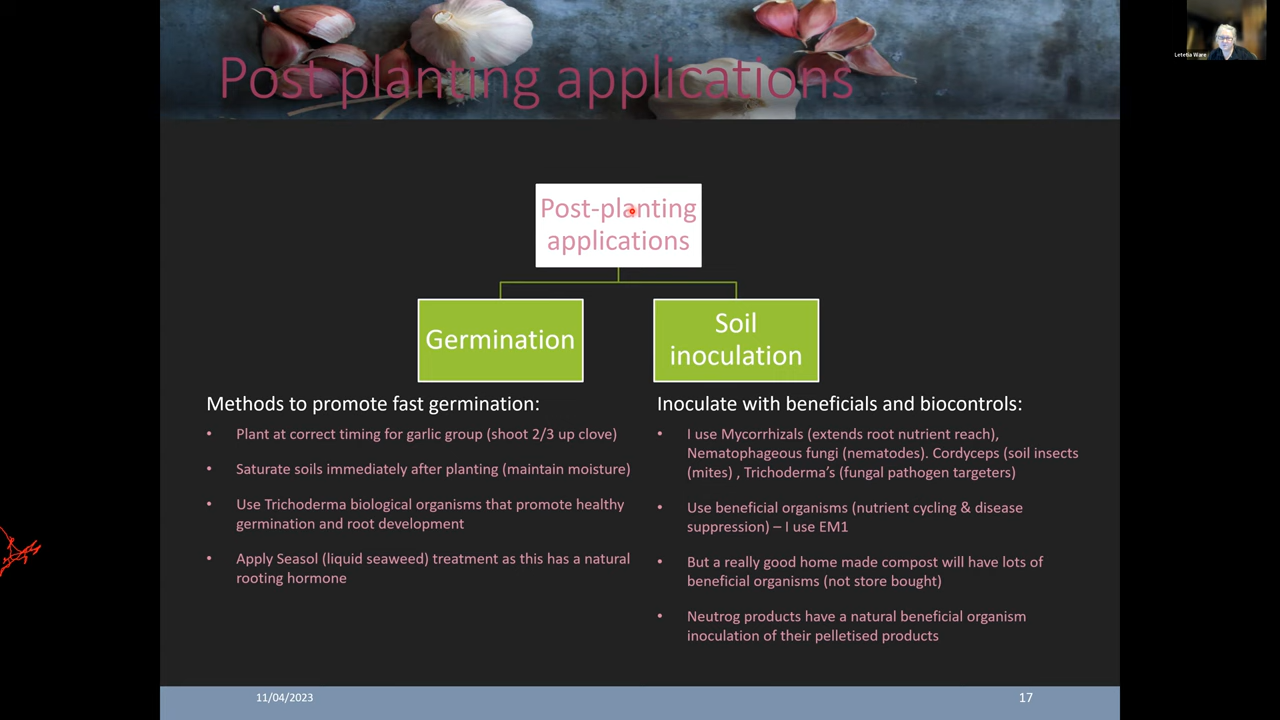 Post planting applications
Letetia Ware
Post-planting
applications
Germination
Soil
inoculation
Methods to promote fast germination:
• Plant at correct timing for garlic group (shoot 2/3 up clove)
• Saturate soils immediately after planting (maintain moisture)
• Use Trichoderma biological organisms that promote healthy
germination and root development
• Apply Seasol (liquid seaweed) treatment as this has a natural
rooting hormone
Inoculate with beneficials and biocontrols:
• I use Mycorrhizals (extends root nutrient reach),
Nematophageous fungi (nematodes). Cordyceps (soil insects
(mites) , Trichoderma's (fungal pathogen targeters)
• Use beneficial organisms (nutrient cycling & disease
suppression) – I use EM1
• But a really good home made compost will have lots of
beneficial organisms (not store bought)
• Neutrog products have a natural beneficial organism
inoculation of their pelletised products
11/04/2023
17